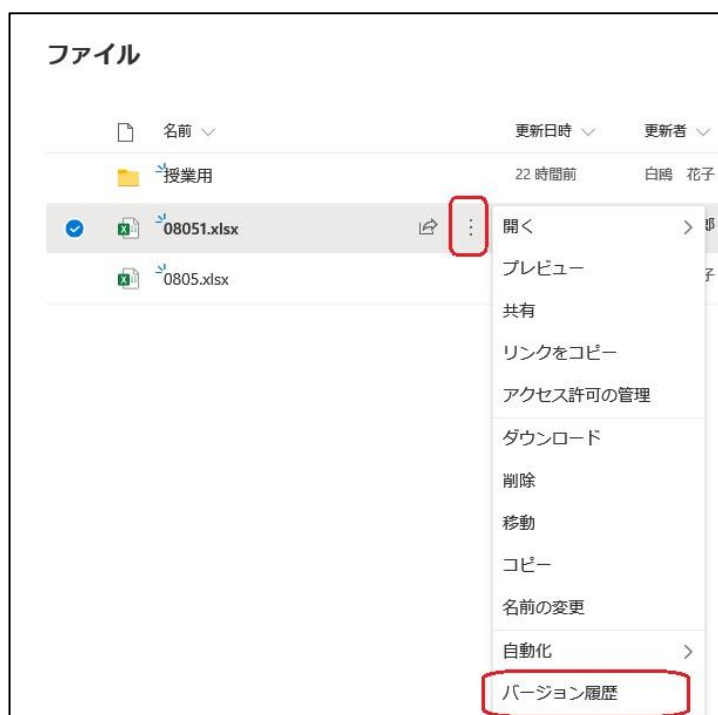 ファイル
名前 更新日時 更新者
授業用 22 時間前 白鴎 花子
08051.xlsx 郎
0805.xlsx 子
開く
プレビュー
共有
リンクをコピー
アクセス許可の管理
ダウンロード
削除
移動
コピー
名前の変更
自動化
バージョン履歴